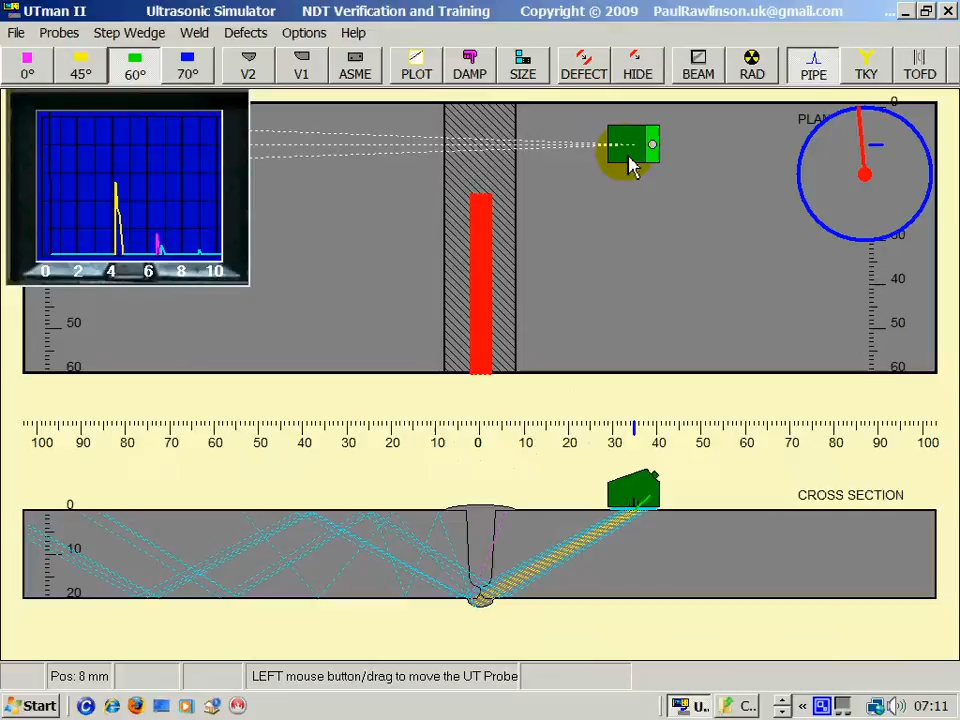 UTman II Ultrasonic Simulator NDT Verification and Training Copyright © 2009 PaulRawlinson.uk@gmail.com ...
File Probes Step Wedge Weld Defects Options Help
0° 45° 60° 70° V2 V1 ASME PLOT DAMP SIZE DEFECT HIDE BEAM RAD PIPE TKY TOFD
0
PLAN
0 2 4 6 8 10
40
50 50
60 60
100 90 80 70 60 50 40 30 20 10 0 10 20 30 40 50 60 70 80 90 100
CROSS SECTION
0
10
20
Pos: 8 mm LEFT mouse button/drag to move the UT Probe
Start U.. C.. « 07:11